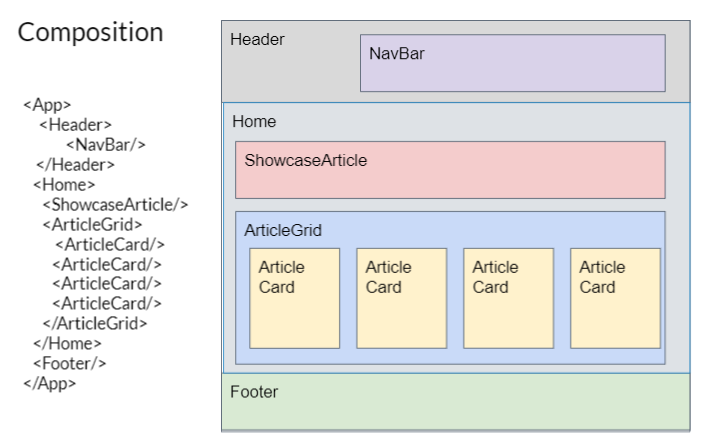 Composition
<App>
<Header>
<NavBar/>
</Header>
<Home>
<ShowcaseArticle/>
<ArticleGrid>
<ArticleCard/>
<ArticleCard/>
<ArticleCard/>
<ArticleCard/>
</ArticleGrid>
</Home>
<Footer/>
</App>
Header
NavBar
Home
ShowcaseArticle
ArticleGrid
Article
Card
Article
Card
Article
Card
Article
Card
Footer